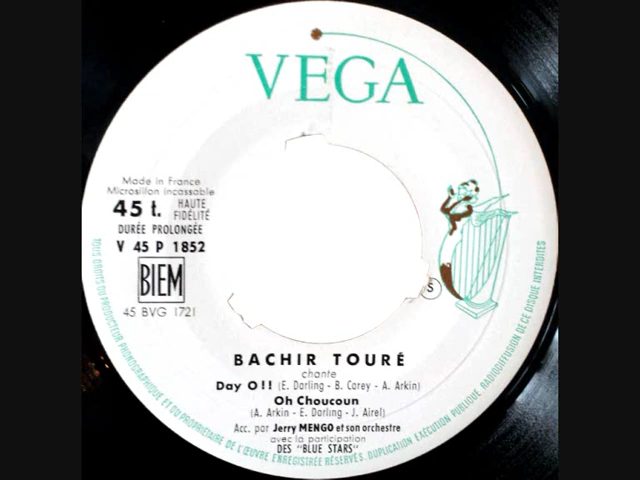 VEGA
Made in France
Microsillon incassable
45 t. HAUTE FIDÉLITÉ
DURÉE PROLONGÉE
V 45 P 1852
BIEM
45 BVG 1721
S
BACHIR TOURÉ
chante
Day O!! (E. Darling - B. Carey - A. Arkin)
Oh Choucoun
(A. Arkin - E. Darling - J. Airel)
Acc. par Jerry MENGO et son orchestre
avec la participation
DES "BLUE STARS"
TOUS DROITS DU PRODUCTEUR PHONOGRAPHIQUE ET DU PROPRIÉTAIRE DE L'ŒUVRE ENREGISTRÉE RÉSERVÉS. DUPLICATION EXÉCUTION PUBLIQUE RADIODIFFUSION DE CE DISQUE INTERDITES